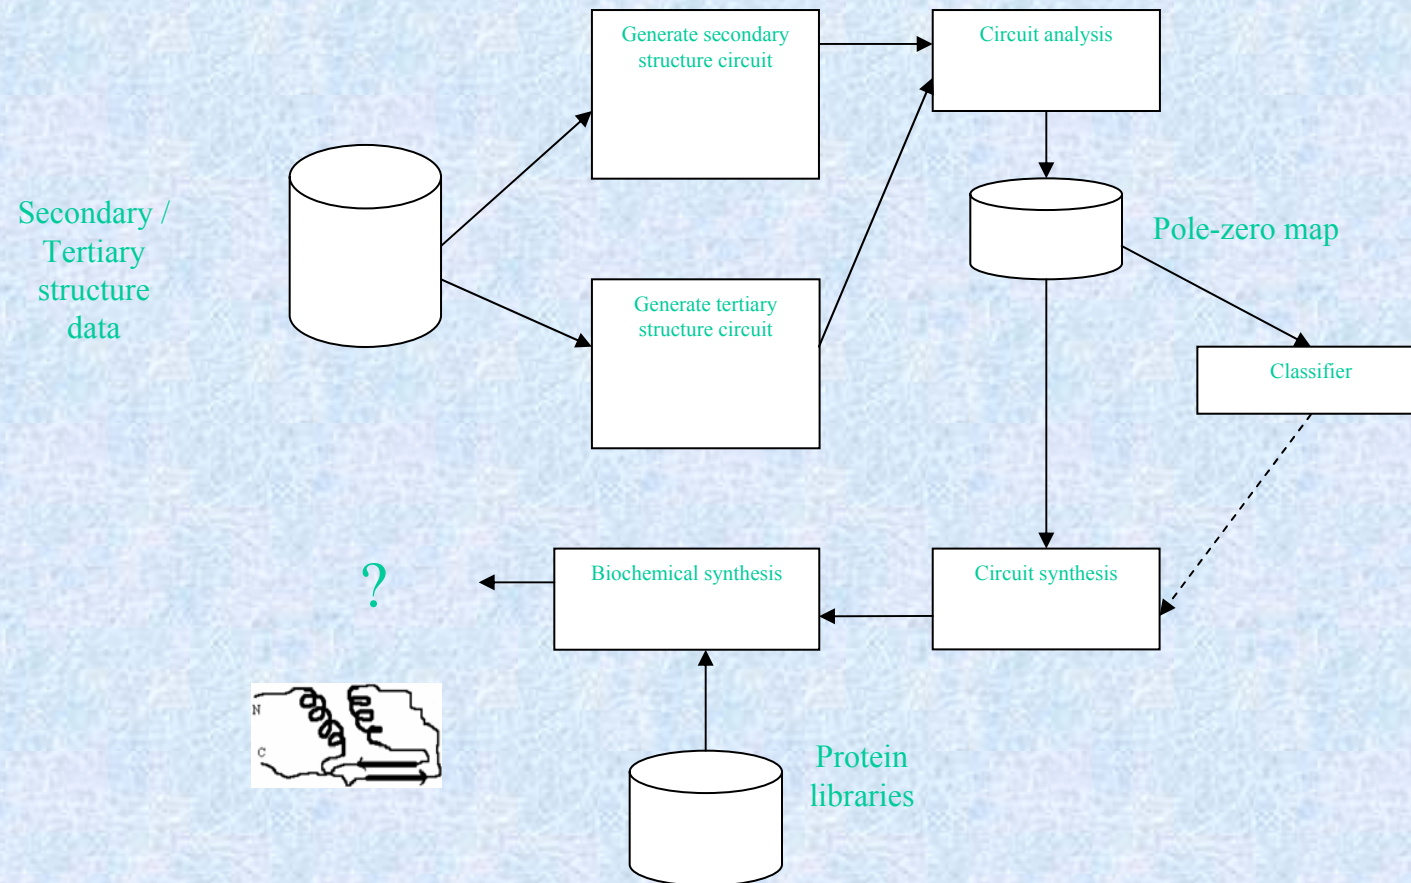 Generate secondary
structure circuit
Circuit analysis
Secondary /
Tertiary
structure
data
Pole-zero map
Generate tertiary
structure circuit
Classifier
?
Biochemical synthesis
Circuit synthesis
N
C
Protein
libraries